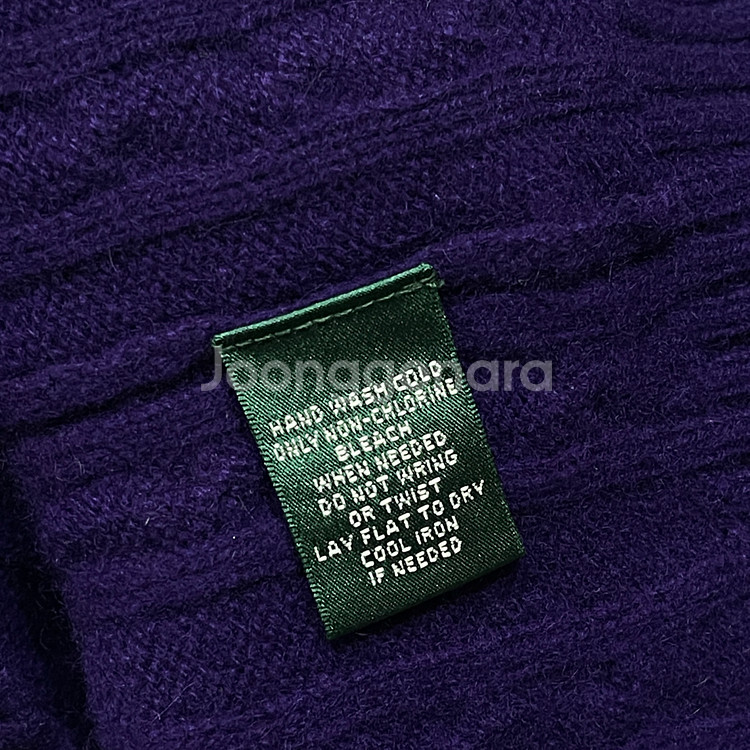 Joonggonara
HAND WASH COLD
ONLY NON-CHLORINE
BLEACH
WHEN NEEDED
DO NOT WRING
OR TWIST
LAY FLAT TO DRY
COOL IRON
IF NEEDED